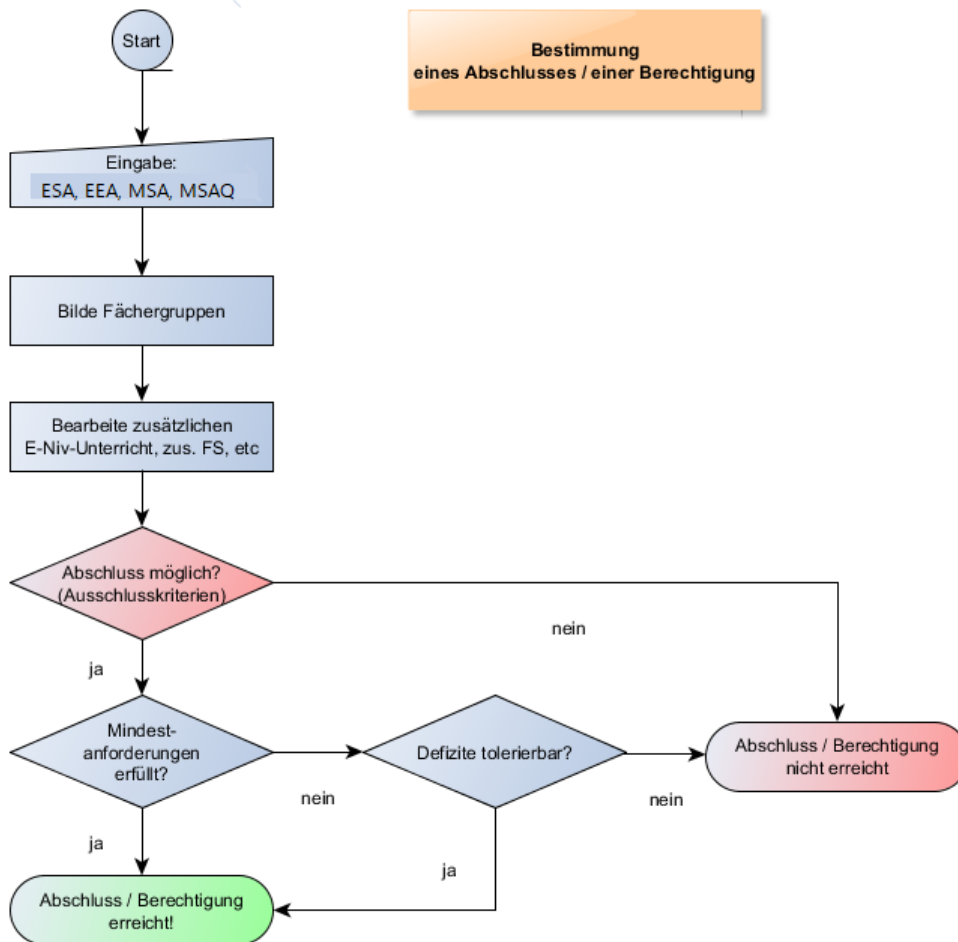 Start
Bestimmung
eines Abschlusses / einer Berechtigung
Eingabe:
ESA, EEA, MSA, MSAQ
Bilde Fächergruppen
Bearbeite zusätzlichen
E-Niv-Unterricht, zus. FS, etc
Abschluss möglich?
(Ausschlusskriterien)
nein
ja
Mindest-
anforderungen
erfüllt?
Defizite tolerierbar?
Abschluss / Berechtigung
nicht erreicht
nein
nein
ja
ja
Abschluss / Berechtigung
erreicht!